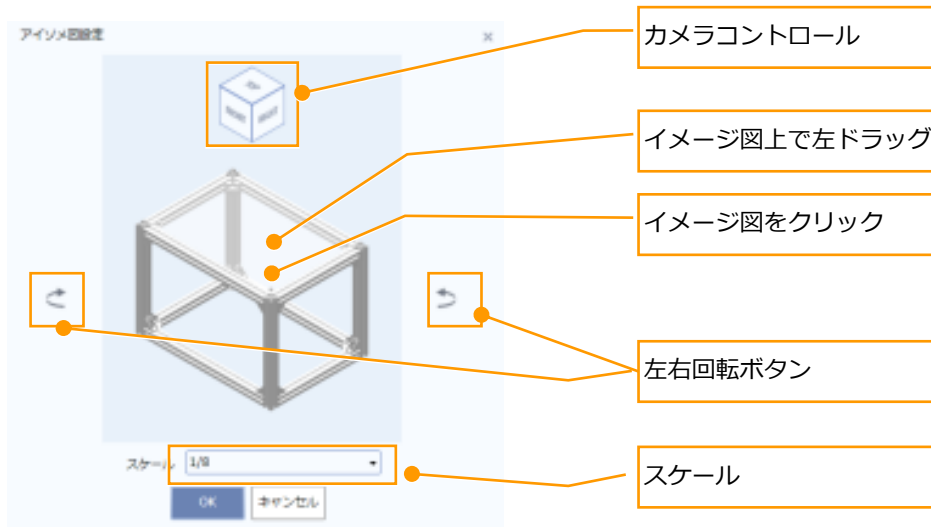 アイソメ図設定
×
カメラコントロール
TOP
イメージ図上で左ドラッグ
イメージ図をクリック
左右回転ボタン
スケール 1/8
スケール
OK キャンセル